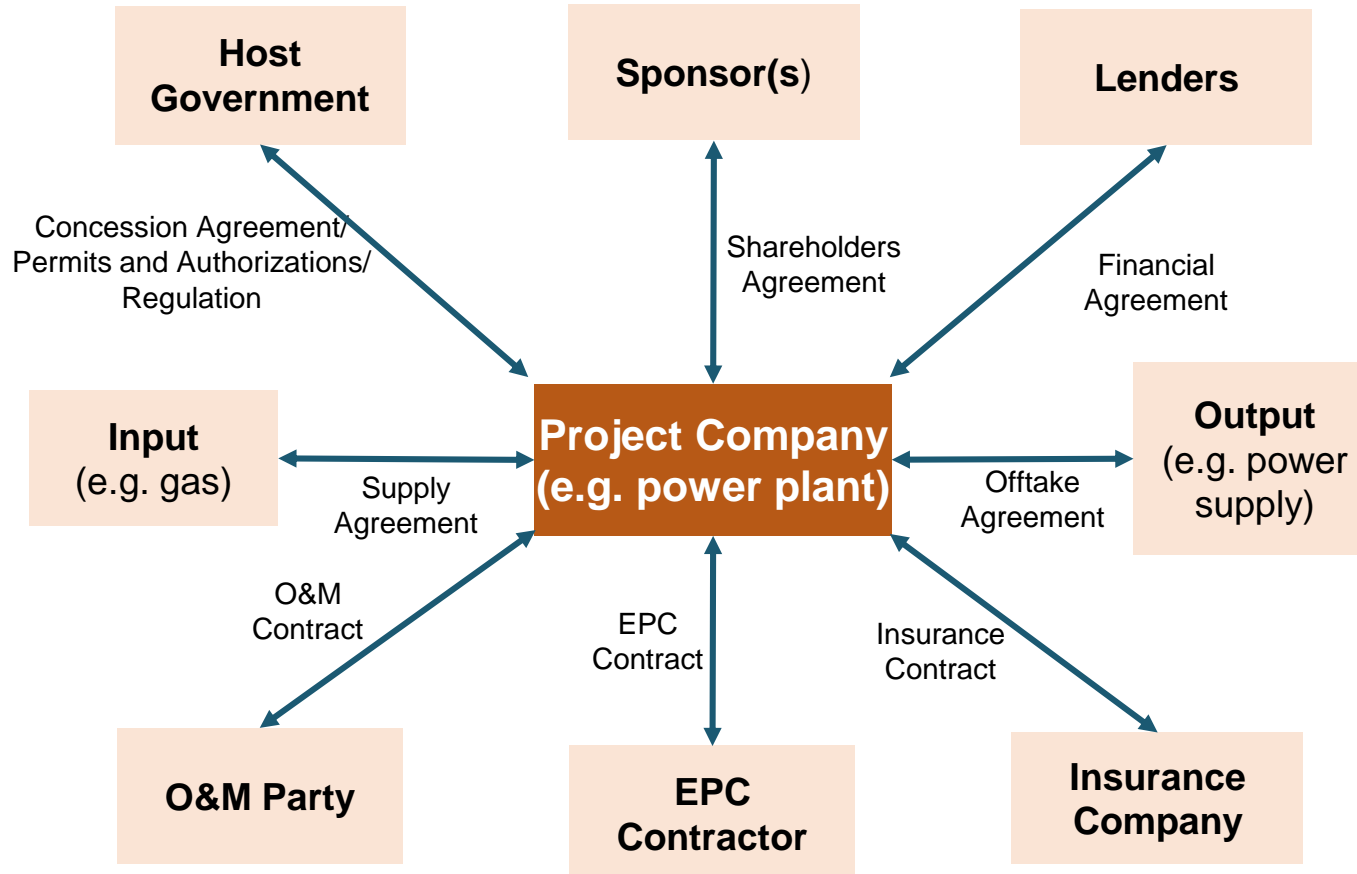 Host
Government
Sponsor(s)
Lenders
Concession Agreement/
Permits and Authorizations/
Regulation
Shareholders
Agreement
Financial
Agreement
Input
(e.g. gas)
Supply
Agreement
Project Company
(e.g. power plant)
Offtake
Agreement
Output
(e.g. power
supply)
O&M
Contract
EPC
Contract
Insurance
Contract
O&M Party
EPC
Contractor
Insurance
Company